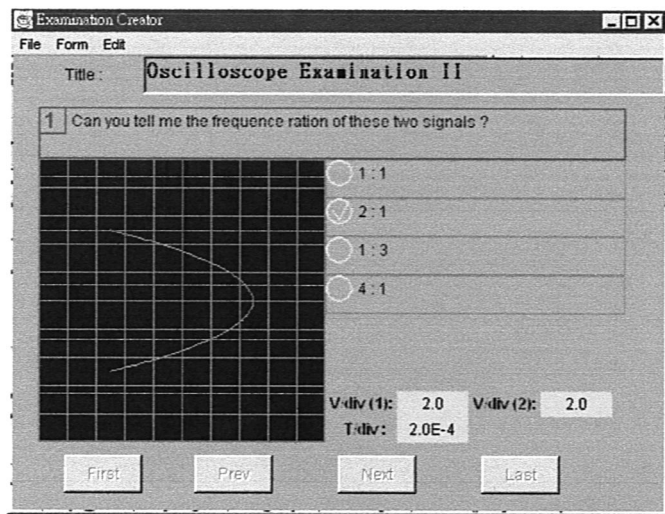 Examination Creator
File Form Edit
Title : Oscilloscope Examination II
1 Can you tell me the frequence ration of these two signals ?
1 : 1
2 : 1
1 : 3
4 : 1
V/div (1): 2.0 V/div (2): 2.0
T/div : 2.0E-4
First Prev Next Last